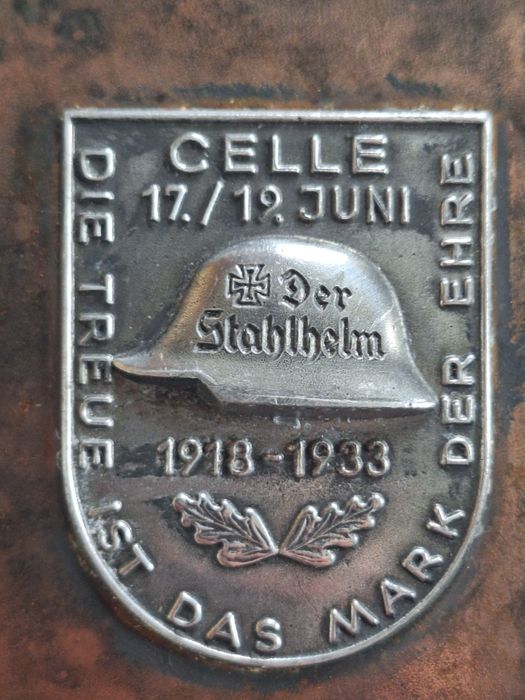 CELLE
17./19. JUNI
Der
Stahlhelm
1918-1933
DIE TREUE IST DAS MARK DER EHRE